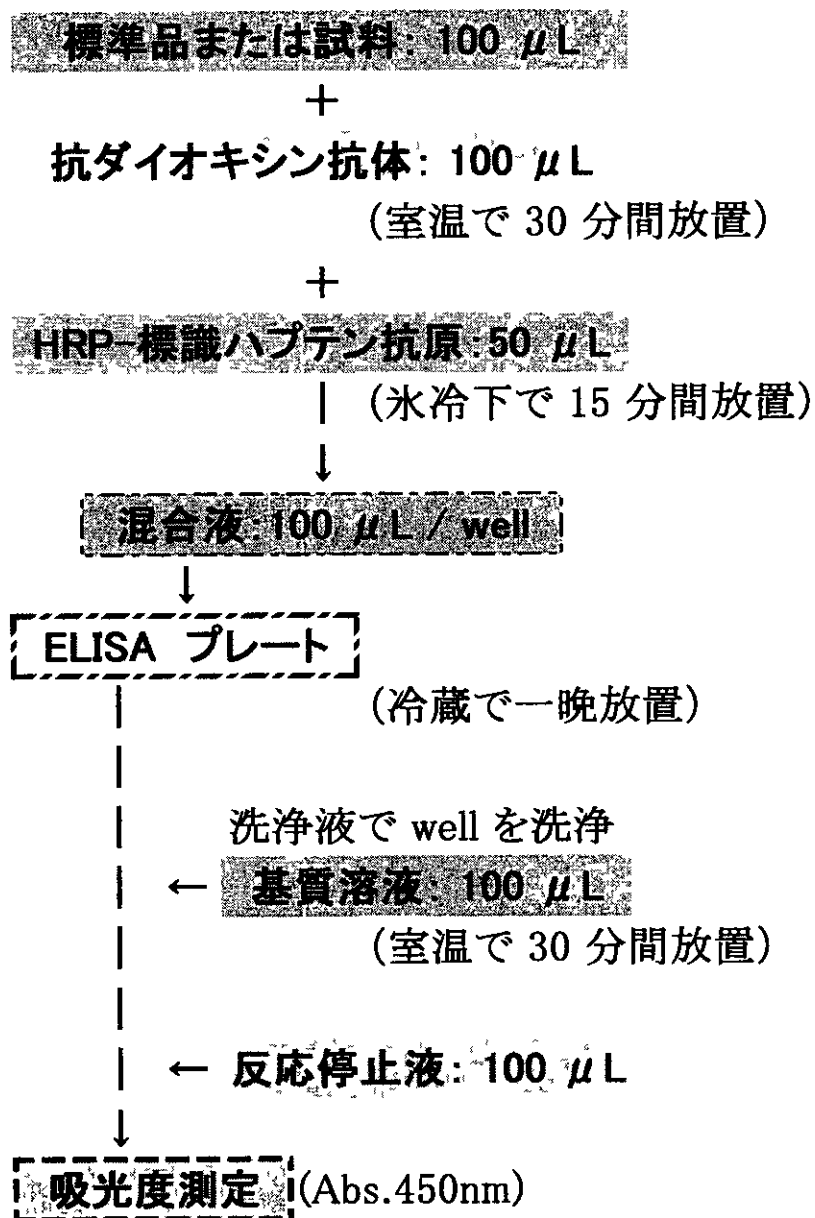 標準品または試料: 100 μL
+
抗ダイオキシン抗体: 100 μL
(室温で 30 分間放置)
+
HRP-標識ハプテン抗原:50 μL
(氷冷下で 15 分間放置)
↓
混合液:100 μL / well
↓
ELISA プレート
(冷蔵で一晩放置)
洗浄液で well を洗浄
← 基質溶液: 100 μL
(室温で 30 分間放置)
← 反応停止液: 100 μL
↓
吸光度測定 (Abs.450nm)